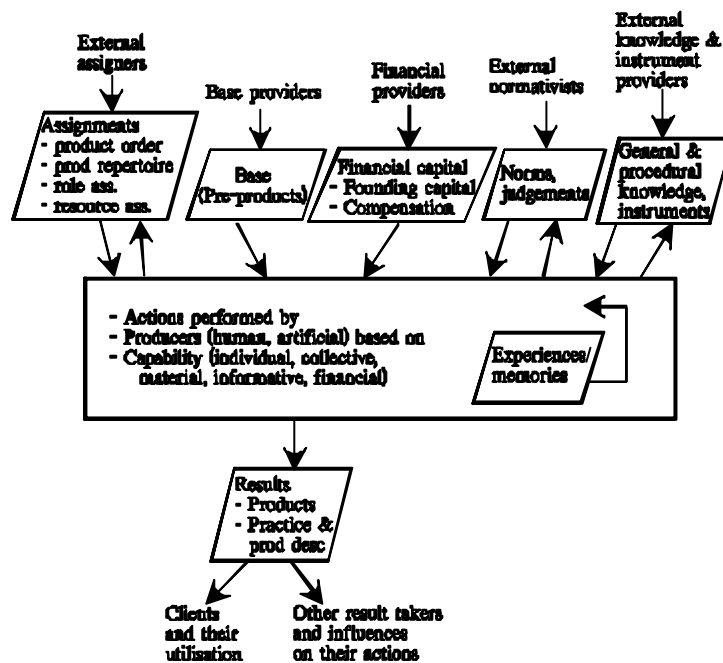 External
assigners
Base providers
Financial
providers
External
normativists
External
knowledge &
instrument
providers
Assignments
- product order
- prod repertoire
- role ass.
- resource ass.
Base
(Pre-products)
Financial capital
- Founding capital
- Compensation
Norms,
judgements
General &
procedural
knowledge,
instruments
- Actions performed by
- Producers (human, artificial) based on
- Capability (individual, collective,
material, informative, financial)
Experiences/
memories
Results
- Products
- Practice &
prod desc
Clients
and their
utilisation
Other result takers
and influences
on their actions